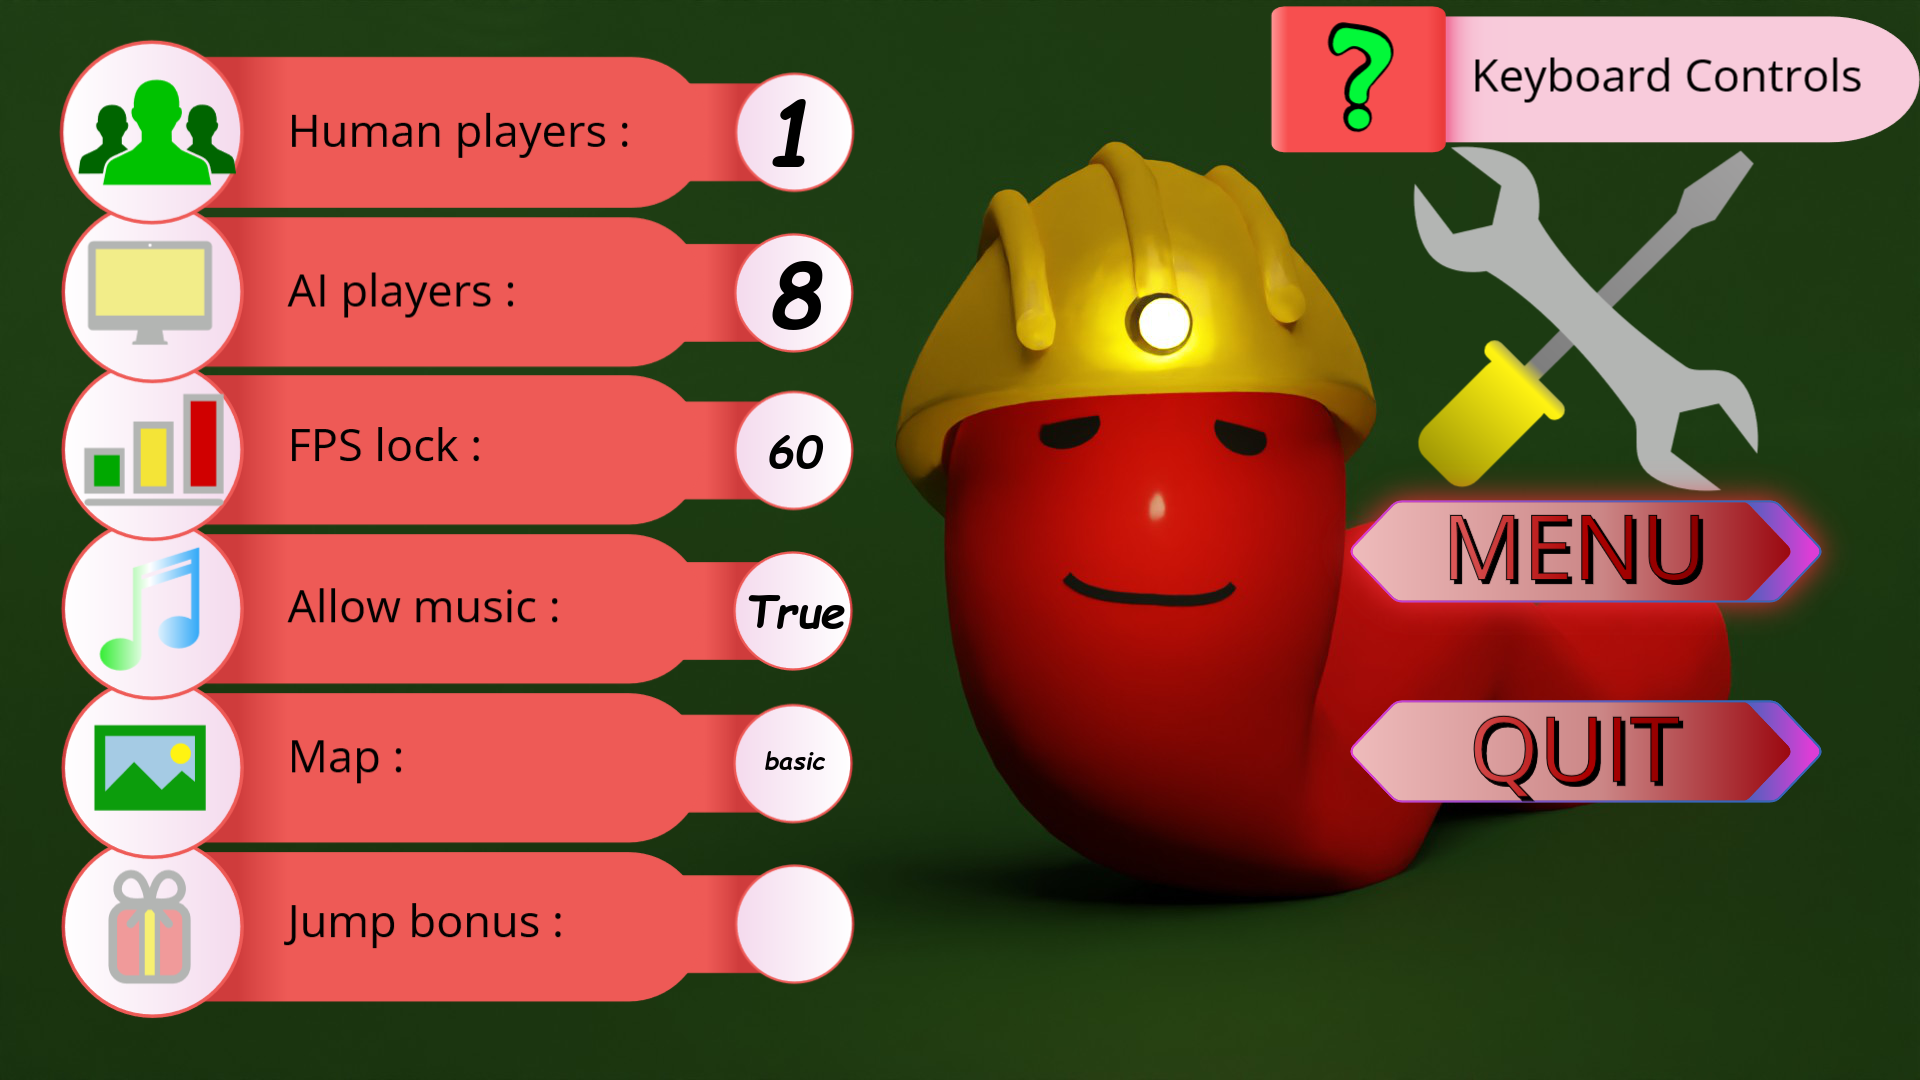 Human players :
1
AI players :
8
FPS lock :
60
Allow music :
True
Map :
basic
Jump bonus :
?
Keyboard Controls
MENU
QUIT